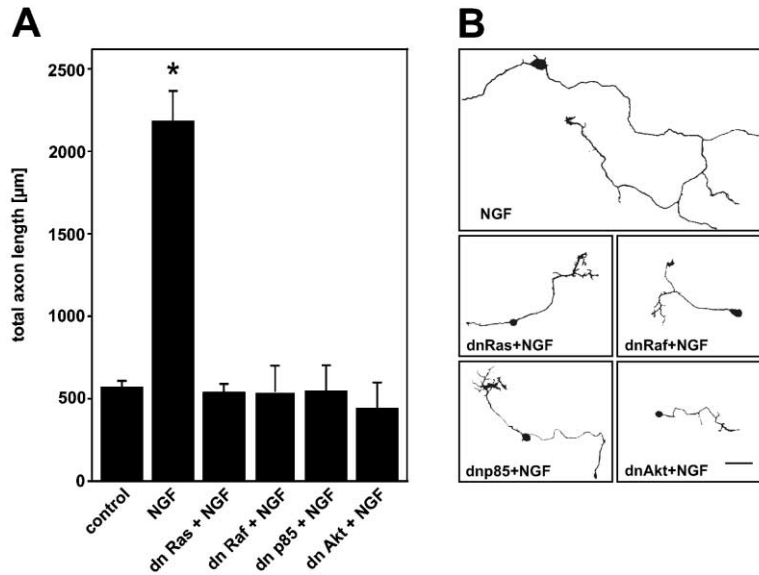 A
total axon length [µm]
2500
2000
1500
1000
500
0
*
control
NGF
dn Ras + NGF
dn Raf + NGF
dn p85 + NGF
dn Akt + NGF
B
NGF
dnRas+NGF
dnRaf+NGF
dnp85+NGF
dnAkt+NGF